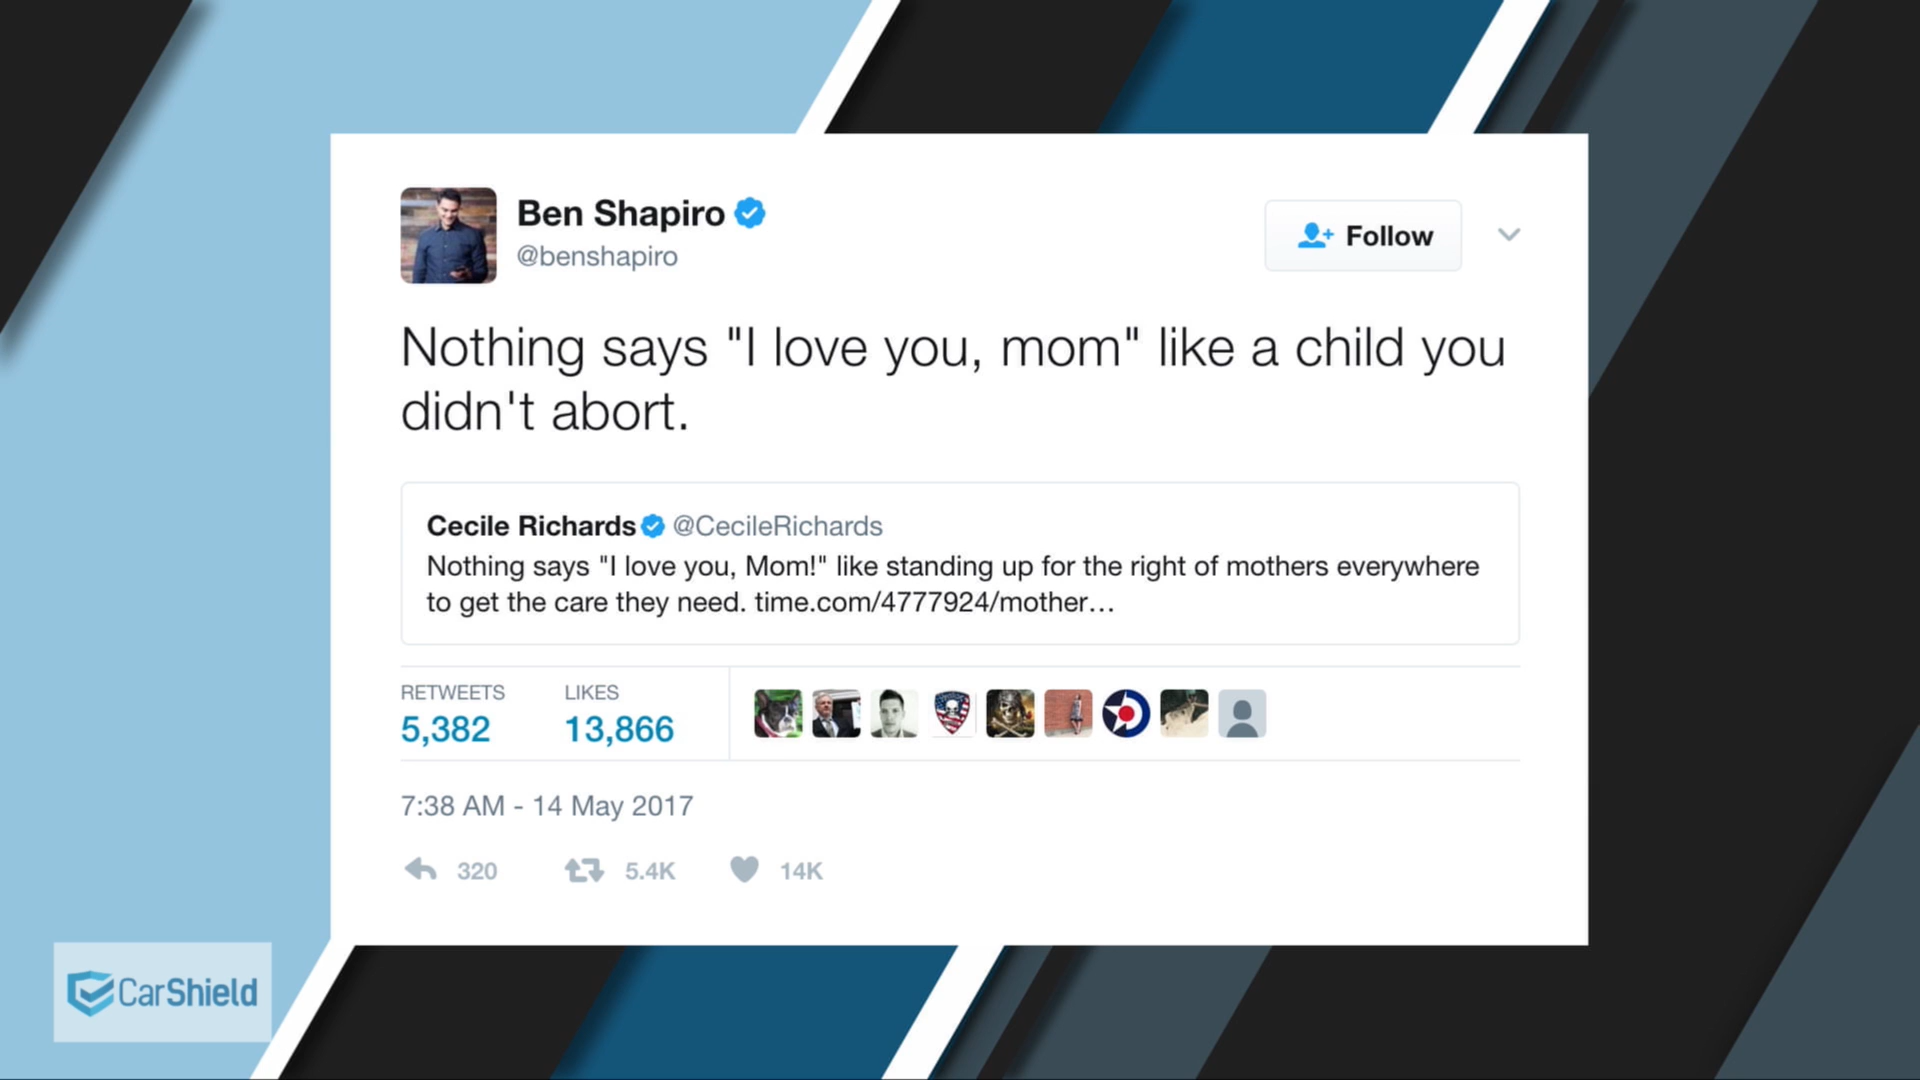 Ben Shapiro
@benshapiro
Follow
Nothing says "I love you, mom" like a child you
didn't abort.
Cecile Richards @CecileRichards
Nothing says "I love you, Mom!" like standing up for the right of mothers everywhere
to get the care they need. time.com/4777924/mother…
RETWEETS LIKES
5,382 13,866
7:38 AM - 14 May 2017
320 5.4K 14K
CarShield